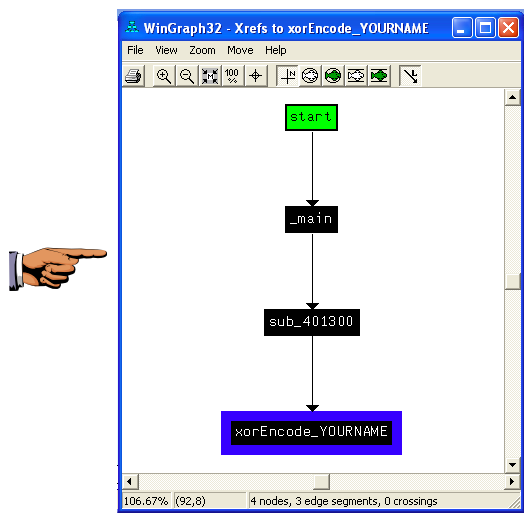 WinGraph32 - Xrefs to xorEncode_YOURNAME
File View Zoom Move Help
100 % N
start
_main
sub_401300
xorEncode_YOURNAME
106.67% (92,8) 4 nodes, 3 edge segments, 0 crossings